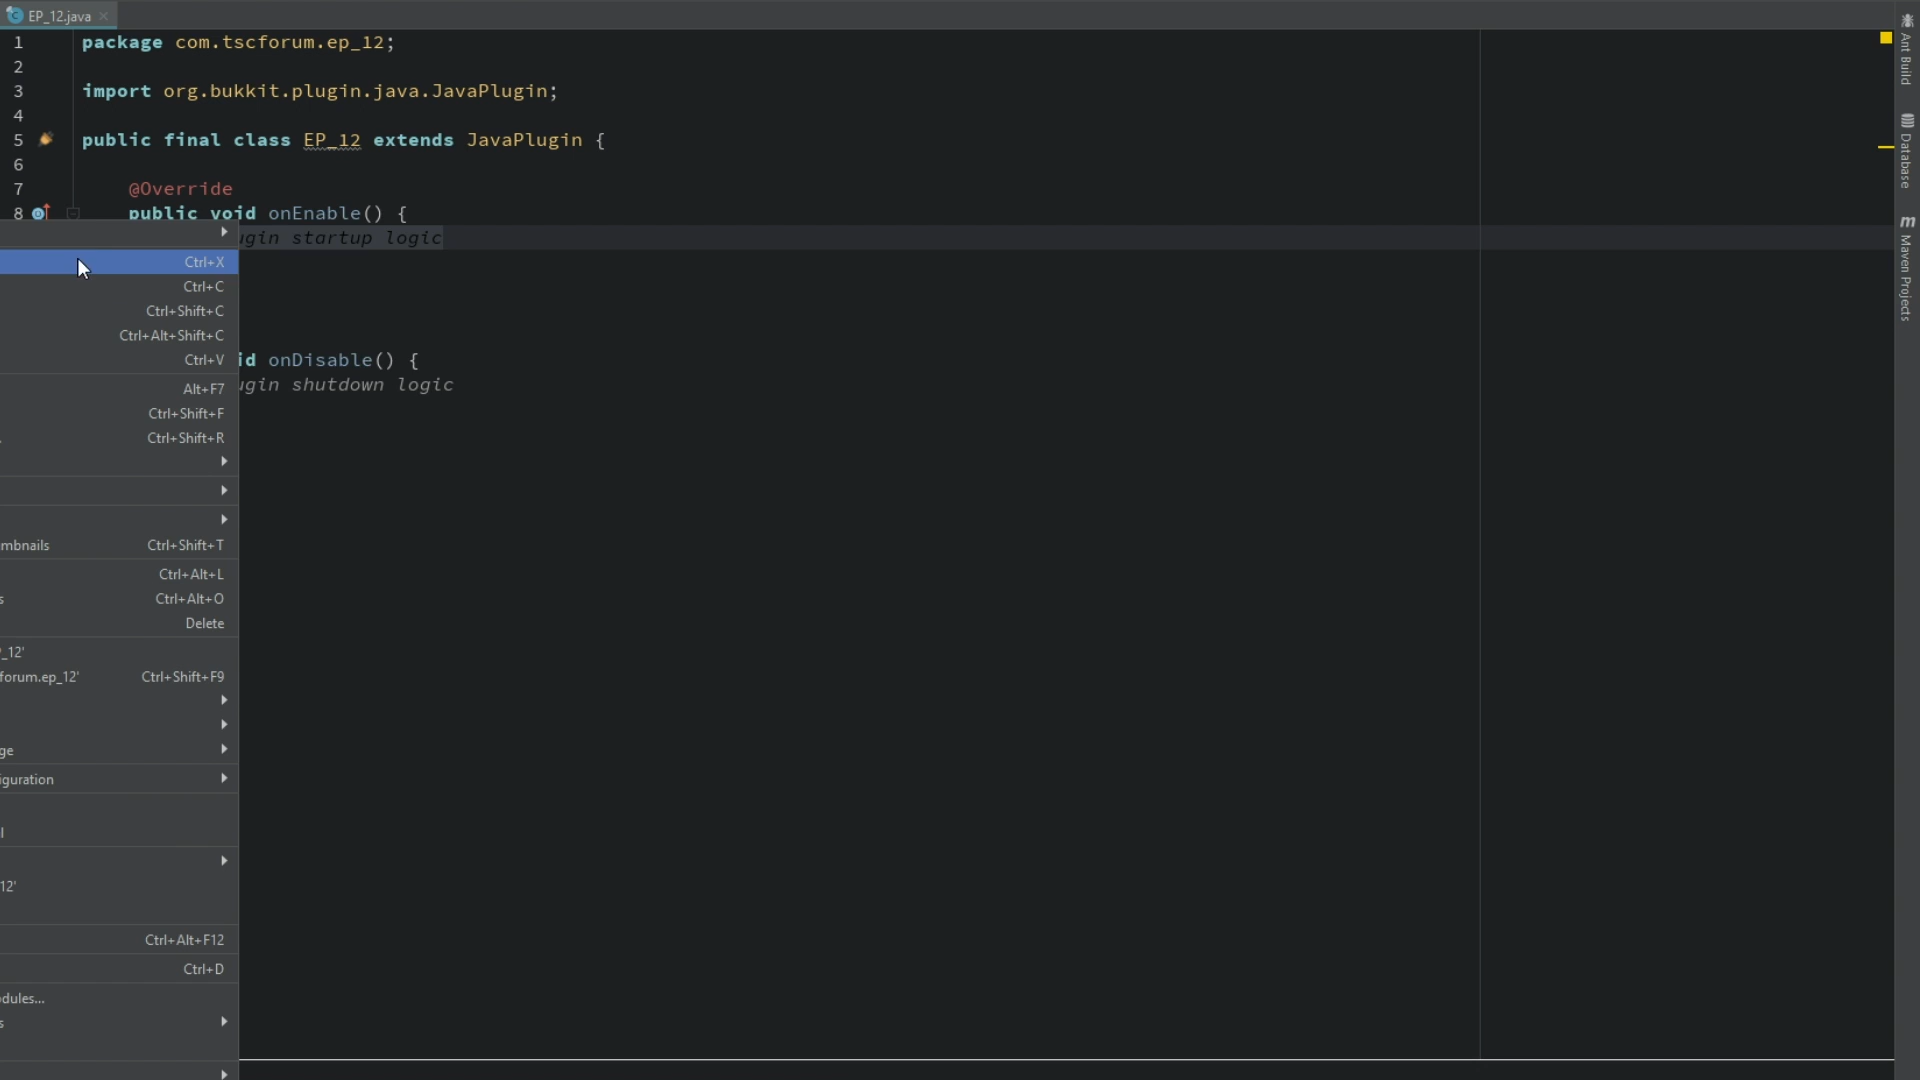 EP_12.java
1 package com.tscforum.ep_12;
2
3 import org.bukkit.plugin.java.JavaPlugin;
4
5 public final class EP_12 extends JavaPlugin {
6
7 @Override
8 public void onEnable() {
ugin startup logic
Ctrl+X
Ctrl+C
Ctrl+Shift+C
Ctrl+Alt+Shift+C
Ctrl+V
id onDisable() {
ugin shutdown logic
Alt+F7
Ctrl+Shift+F
Ctrl+Shift+R
mbnails Ctrl+Shift+T
Ctrl+Alt+L
s Ctrl+Alt+O
Delete
_12'
forum.ep_12' Ctrl+Shift+F9
ge
iguration
l
12'
Ctrl+Alt+F12
Ctrl+D
dules...
s
Ant Build
Database
m Maven Projects